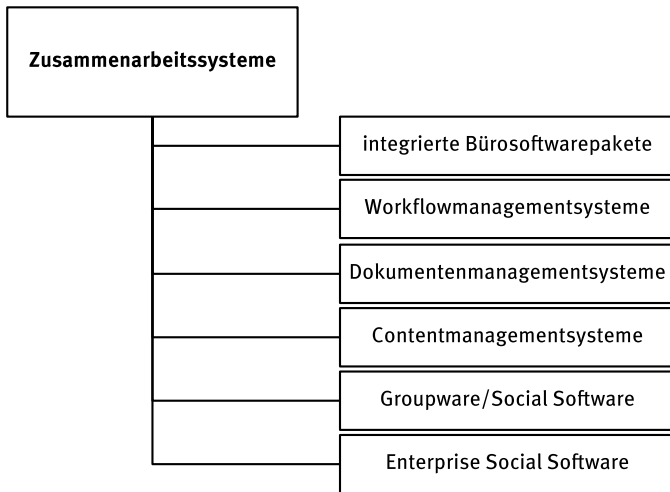 Zusammenarbeitssysteme
integrierte Bürosoftwarepakete
Workflowmanagementsysteme
Dokumentenmanagementsysteme
Contentmanagementsysteme
Groupware/Social Software
Enterprise Social Software